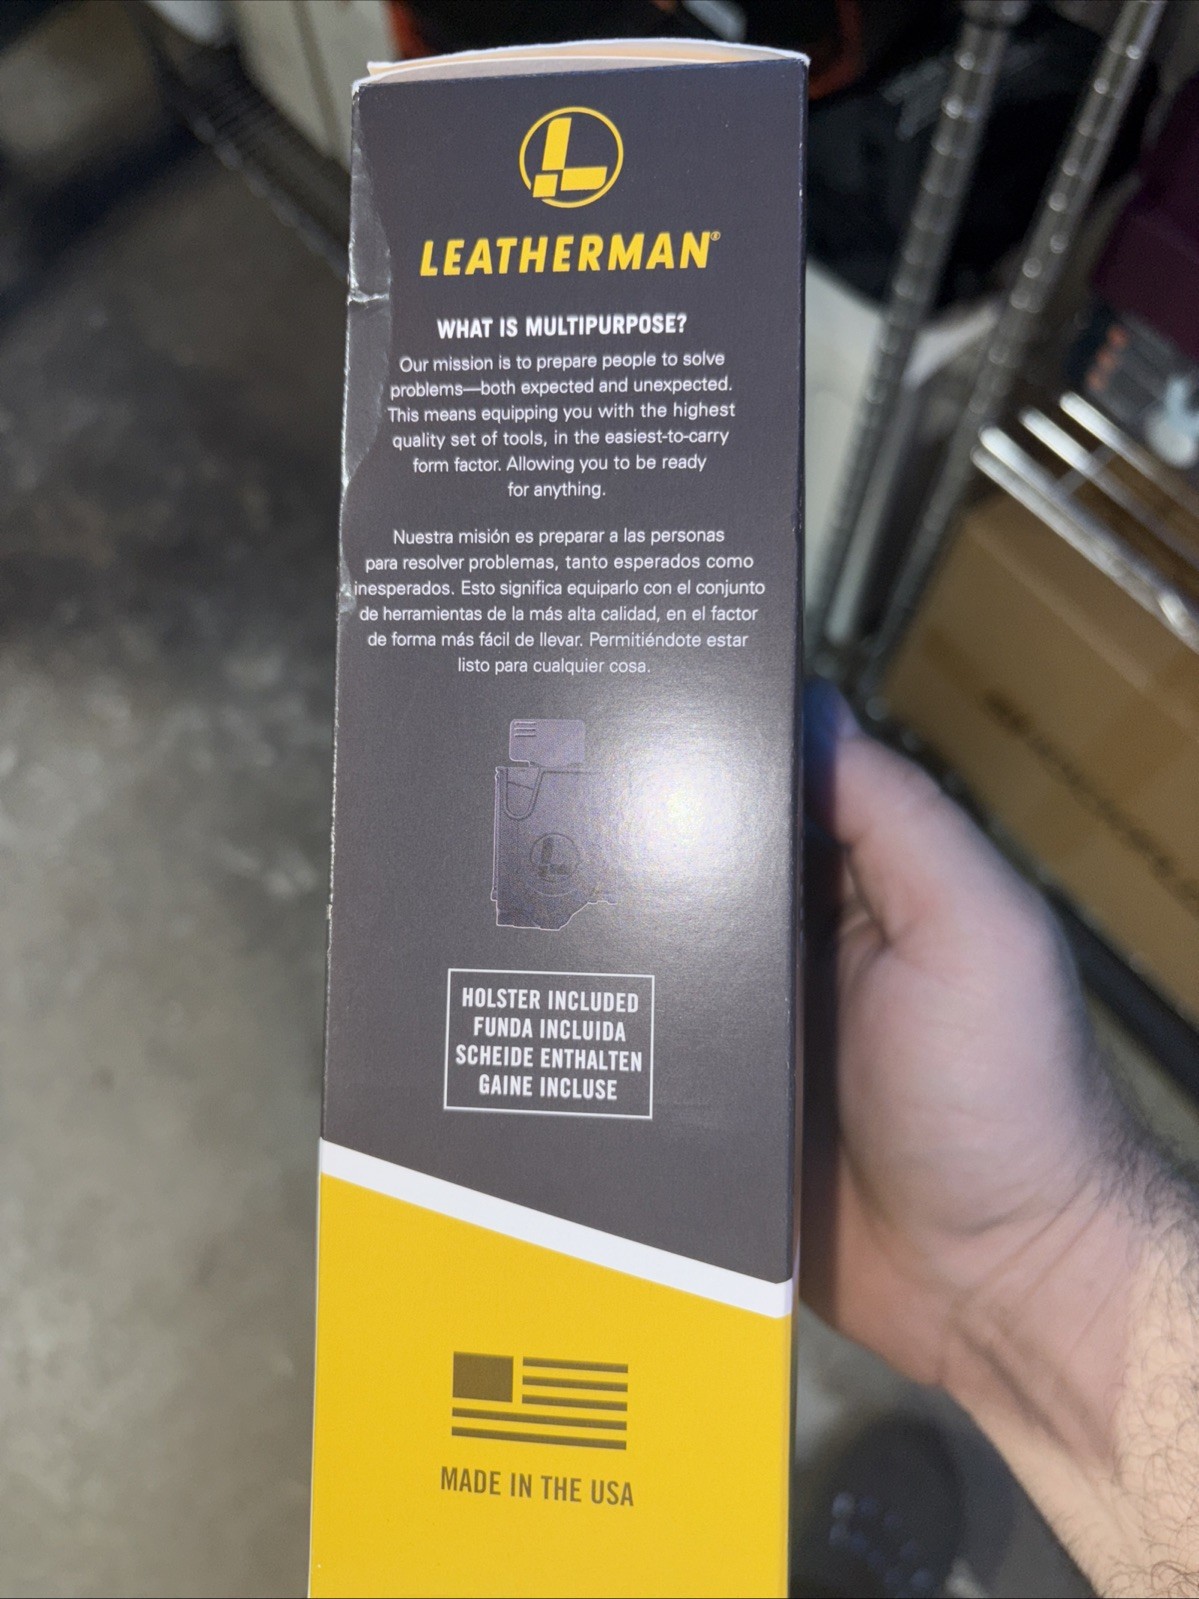 LEATHERMAN®
WHAT IS MULTIPURPOSE?
Our mission is to prepare people to solve
problems—both expected and unexpected.
This means equipping you with the highest
quality set of tools, in the easiest-to-carry
form factor. Allowing you to be ready
for anything.
Nuestra misión es preparar a las personas
para resolver problemas, tanto esperados como
inesperados. Esto significa equiparlo con el conjunto
de herramientas de la más alta calidad, en el factor
de forma más fácil de llevar. Permitiéndote estar
listo para cualquier cosa.
HOLSTER INCLUDED
FUNDA INCLUIDA
SCHEIDE ENTHALTEN
GAINE INCLUSE
MADE IN THE USA